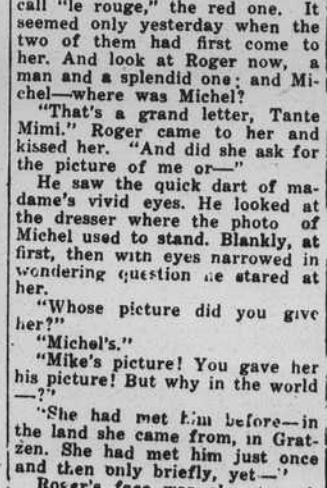 call "le rouge," the red one. It
seemed only yesterday when the
two of them had first come to
her. And look at Roger now, a
man and a splendid one; and Mi-
chel—where was Michel?
"That's a grand letter, Tante
Mimi." Roger came to her and
kissed her. "And did she ask for
the picture of me or—"
He saw the quick dart of ma-
dame's vivid eyes. He looked at
the dresser where the photo of
Michel used to stand. Blankly, at
first, then with eyes narrowed in
wondering question he stared at
her.
"Whose picture did you give
her?"
"Michel's."
"Mike's picture! You gave her
his picture! But why in the world
—?"
"She had met him before—in
the land she came from, in Grat-
zen. She had met him just once
and then only briefly, yet—"
Roger's face